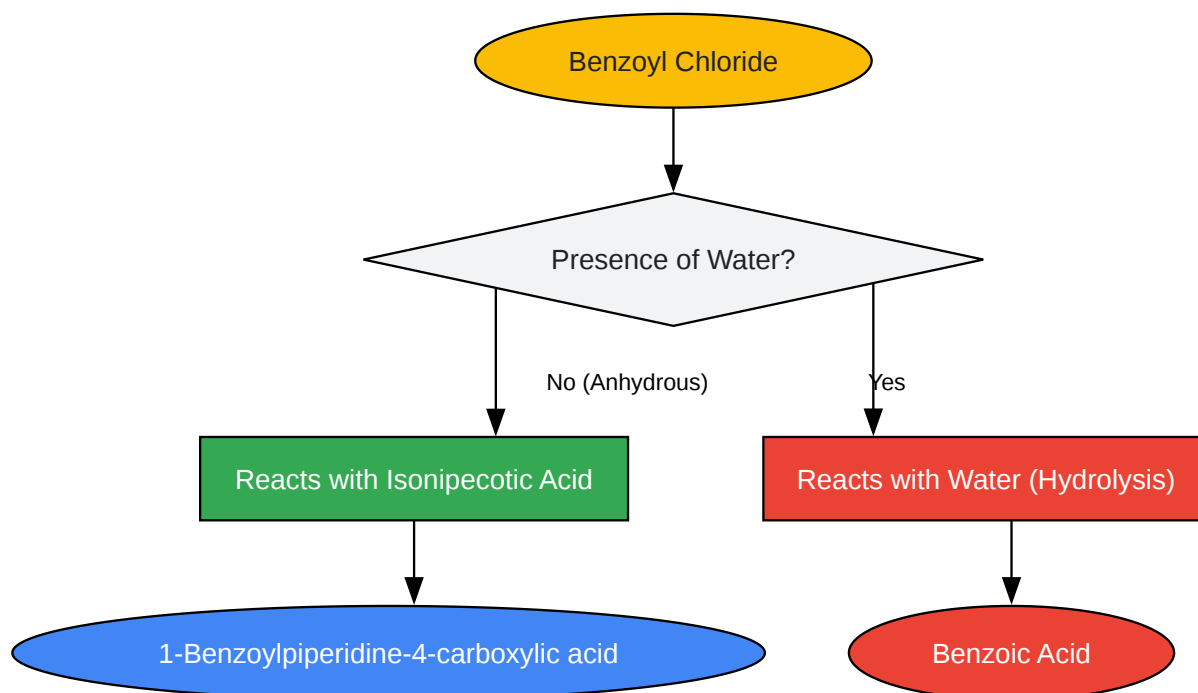 Benzoyl Chloride
Presence of Water?
No (Anhydrous)
Yes
Reacts with Isonipecotic Acid
Reacts with Water (Hydrolysis)
1-Benzoylpiperidine-4-carboxylic acid
Benzoic Acid